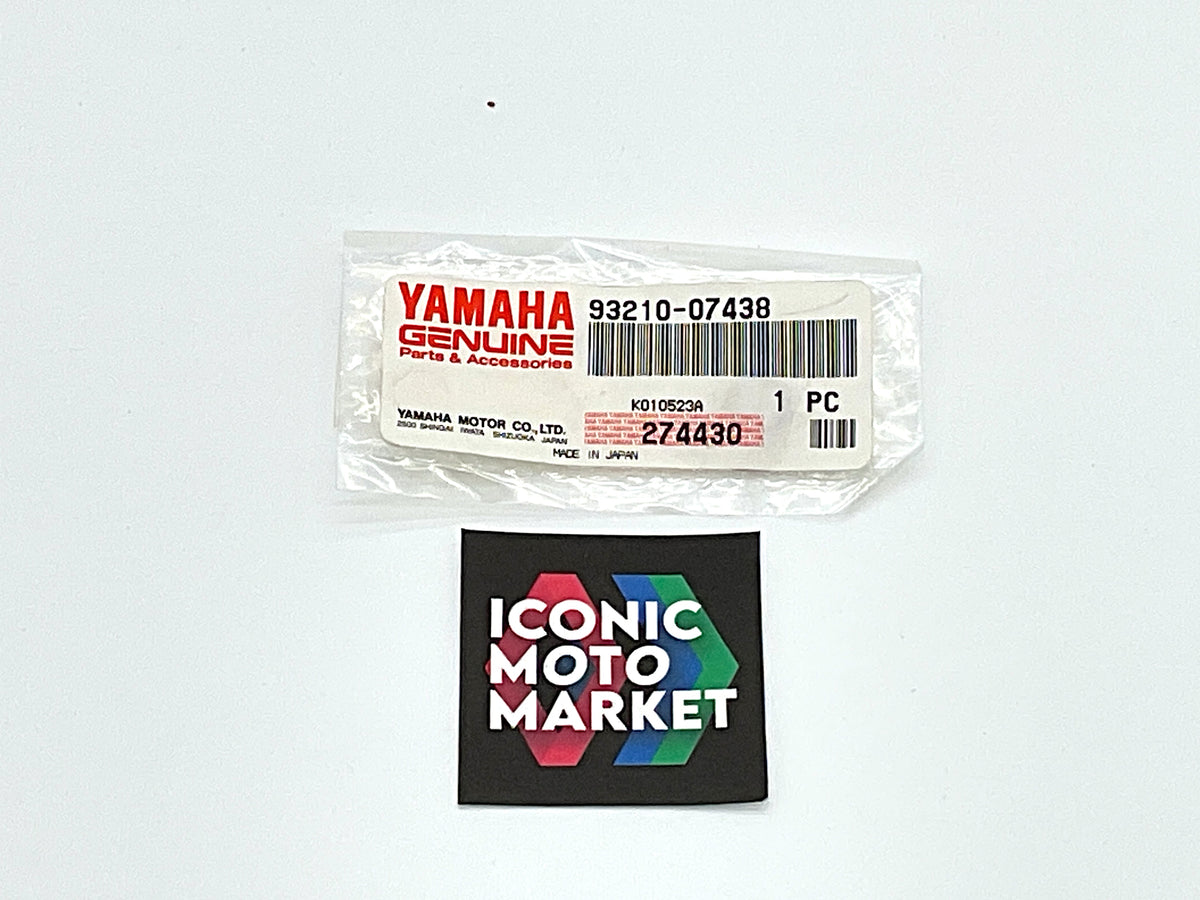 YAMAHA
GENUINE
Parts & Accessories
93210-07438
K010523A
1 PC
YAMAHA MOTOR CO., LTD.
2500 SHINGAI IWATA SHIZUOKA JAPAN
274430
MADE IN JAPAN
ICONIC
MOTO
MARKET